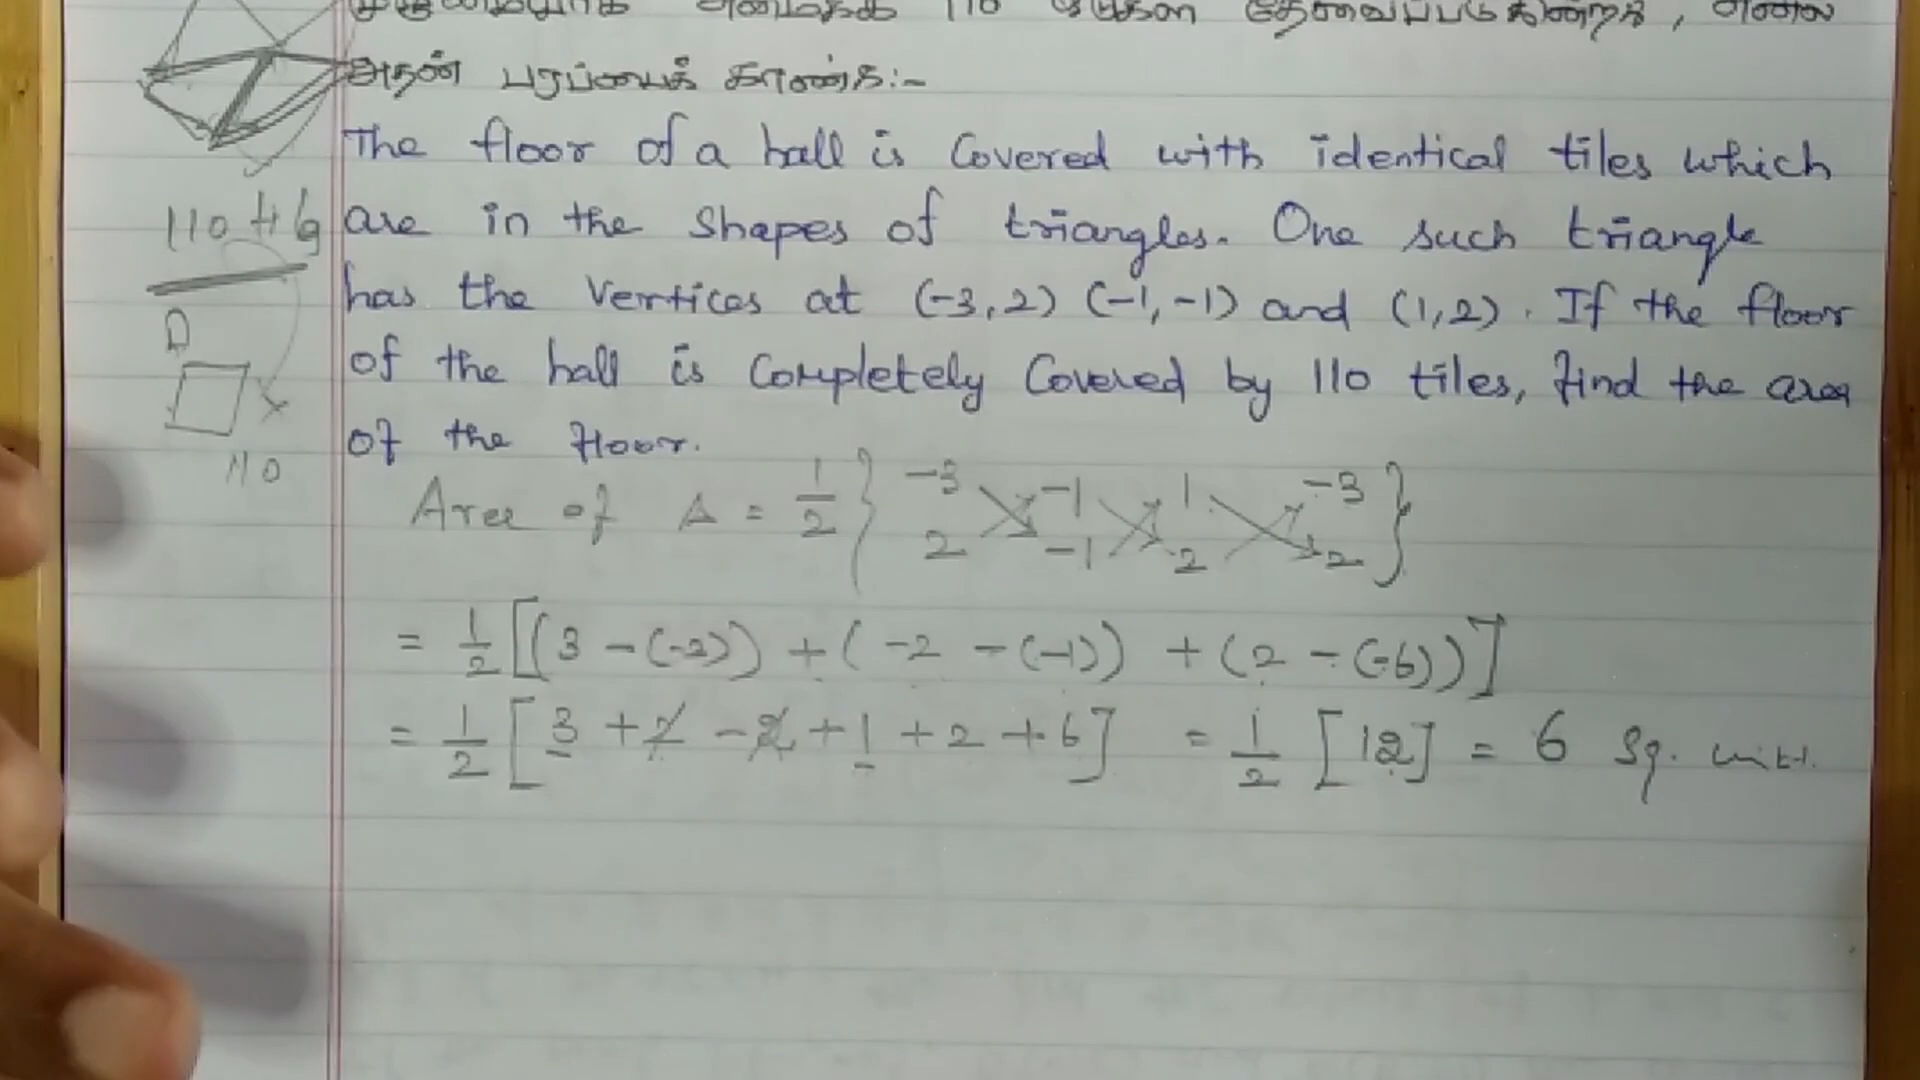 110
அதன் பரப்பைக் காண்க:-
The floor of a hall is Covered with identical tiles which
are in the Shapes of triangles. One such triangle
has the vertices at (-3,2) (-1,-1) and (1,2). If the floor
of the hall is Completely Covered by 110 tiles, find the area
of the floor.
110
D
110
Area of Δ = 1/2 { -3 -1 1 -3
2 -1 2 2 }
= 1/2 [(3 -(-2)) + (-2 -(-1)) + (2 -(-6))]
= 1/2 [3 + 2 - 2 + 1 + 2 + 6] = 1/2 [12] = 6 Sq. unit.